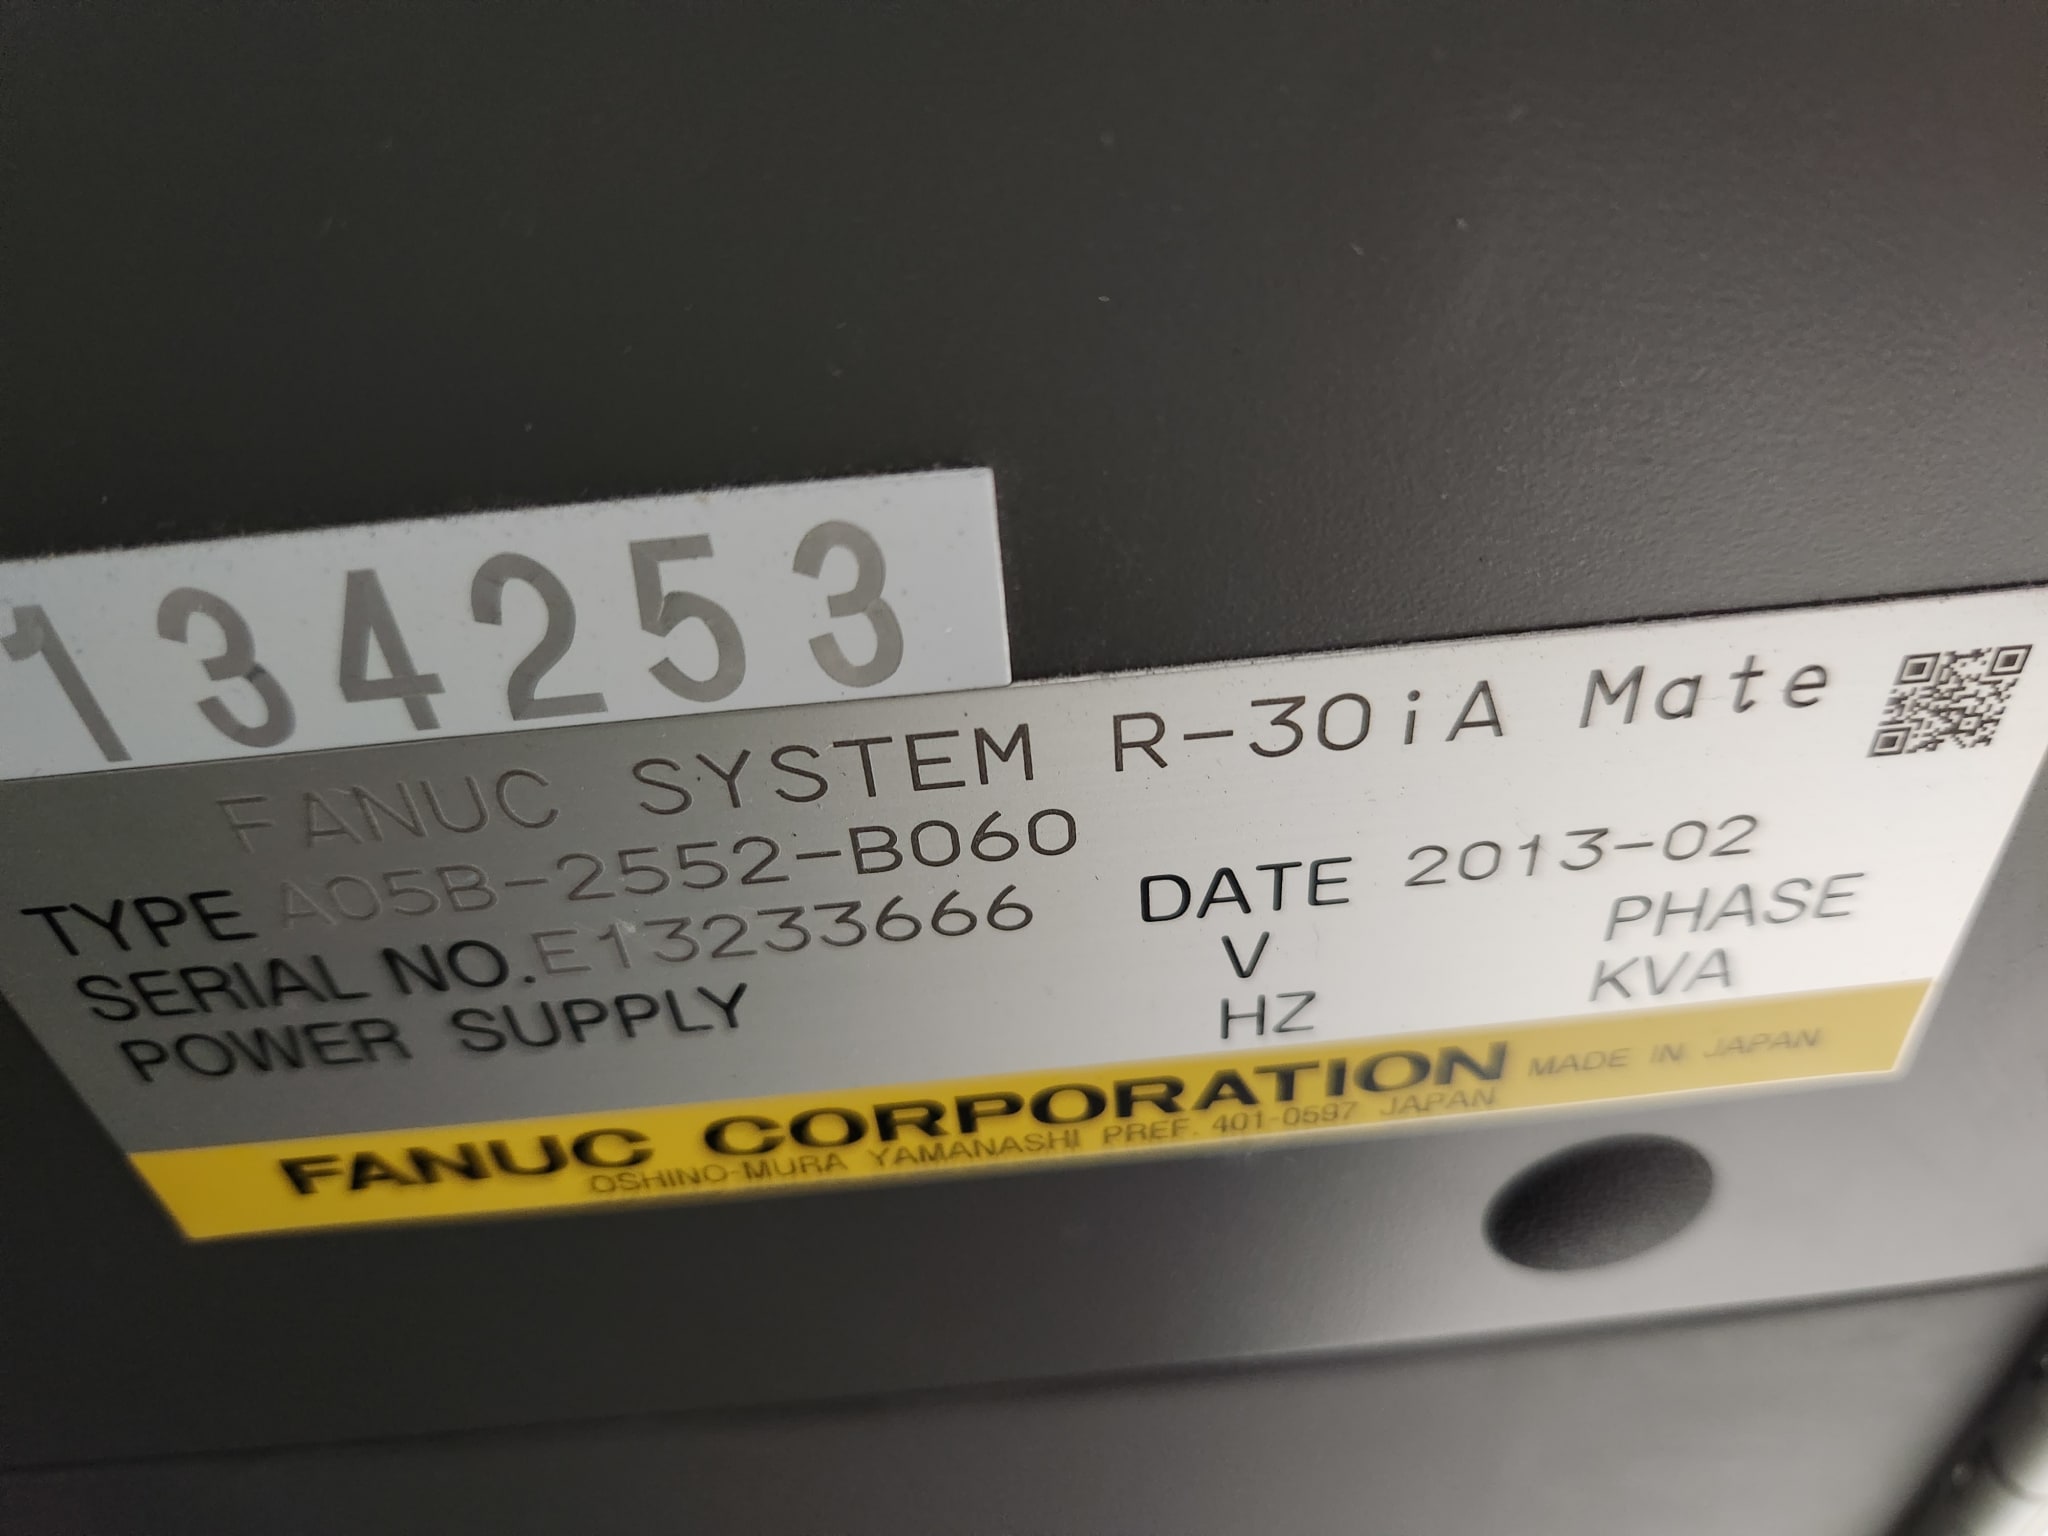 134253
FANUC SYSTEM R-30iA Mate
TYPE A05B-2552-B060
SERIAL NO. E13233666 DATE 2013-02
POWER SUPPLY V PHASE
HZ KVA
FANUC CORPORATION MADE IN JAPAN
OSHINO-MURA YAMANASHI PREF. 401-0597 JAPAN